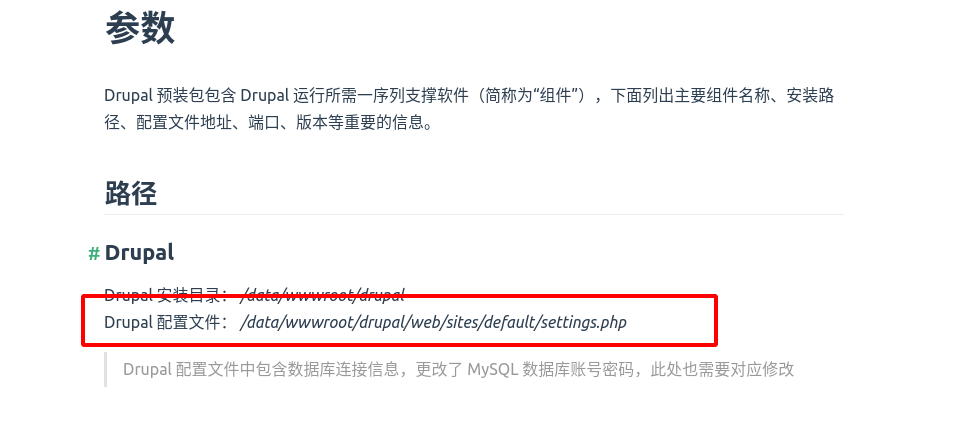 参数
Drupal 预装包包含 Drupal 运行所需一序列支撑软件（简称为“组件”），下面列出主要组件名称、安装路
径、配置文件地址、端口、版本等重要的信息。
路径
# Drupal
Drupal 安装目录： /data/wwwroot/drupal
Drupal 配置文件： /data/wwwroot/drupal/web/sites/default/settings.php
Drupal 配置文件中包含数据库连接信息，更改了 MySQL 数据库账号密码，此处也需要对应修改